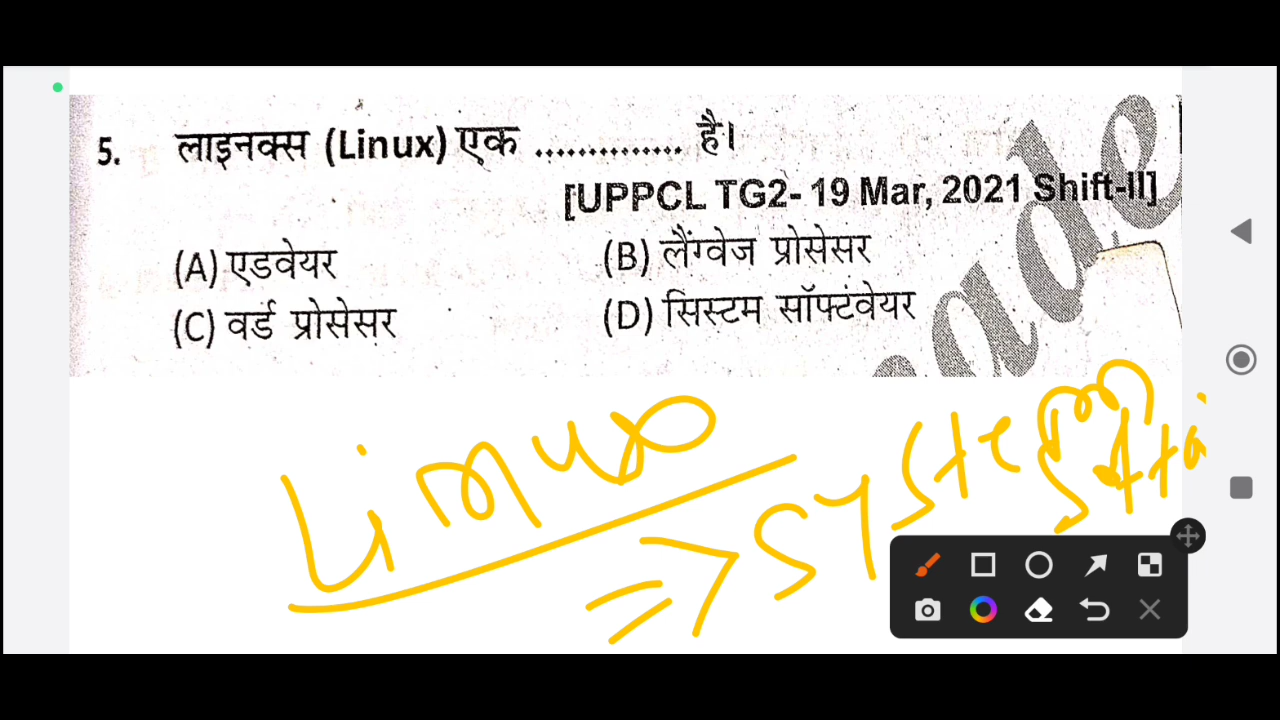 5. लाइनक्स (Linux) एक .............. है।
[UPPCL TG2- 19 Mar, 2021 Shift-II]
(A) एडवेयर (B) लैंग्वेज प्रोसेसर
(C) वर्ड प्रोसेसर (D) सिस्टम सॉफ्टवेयर
Linux